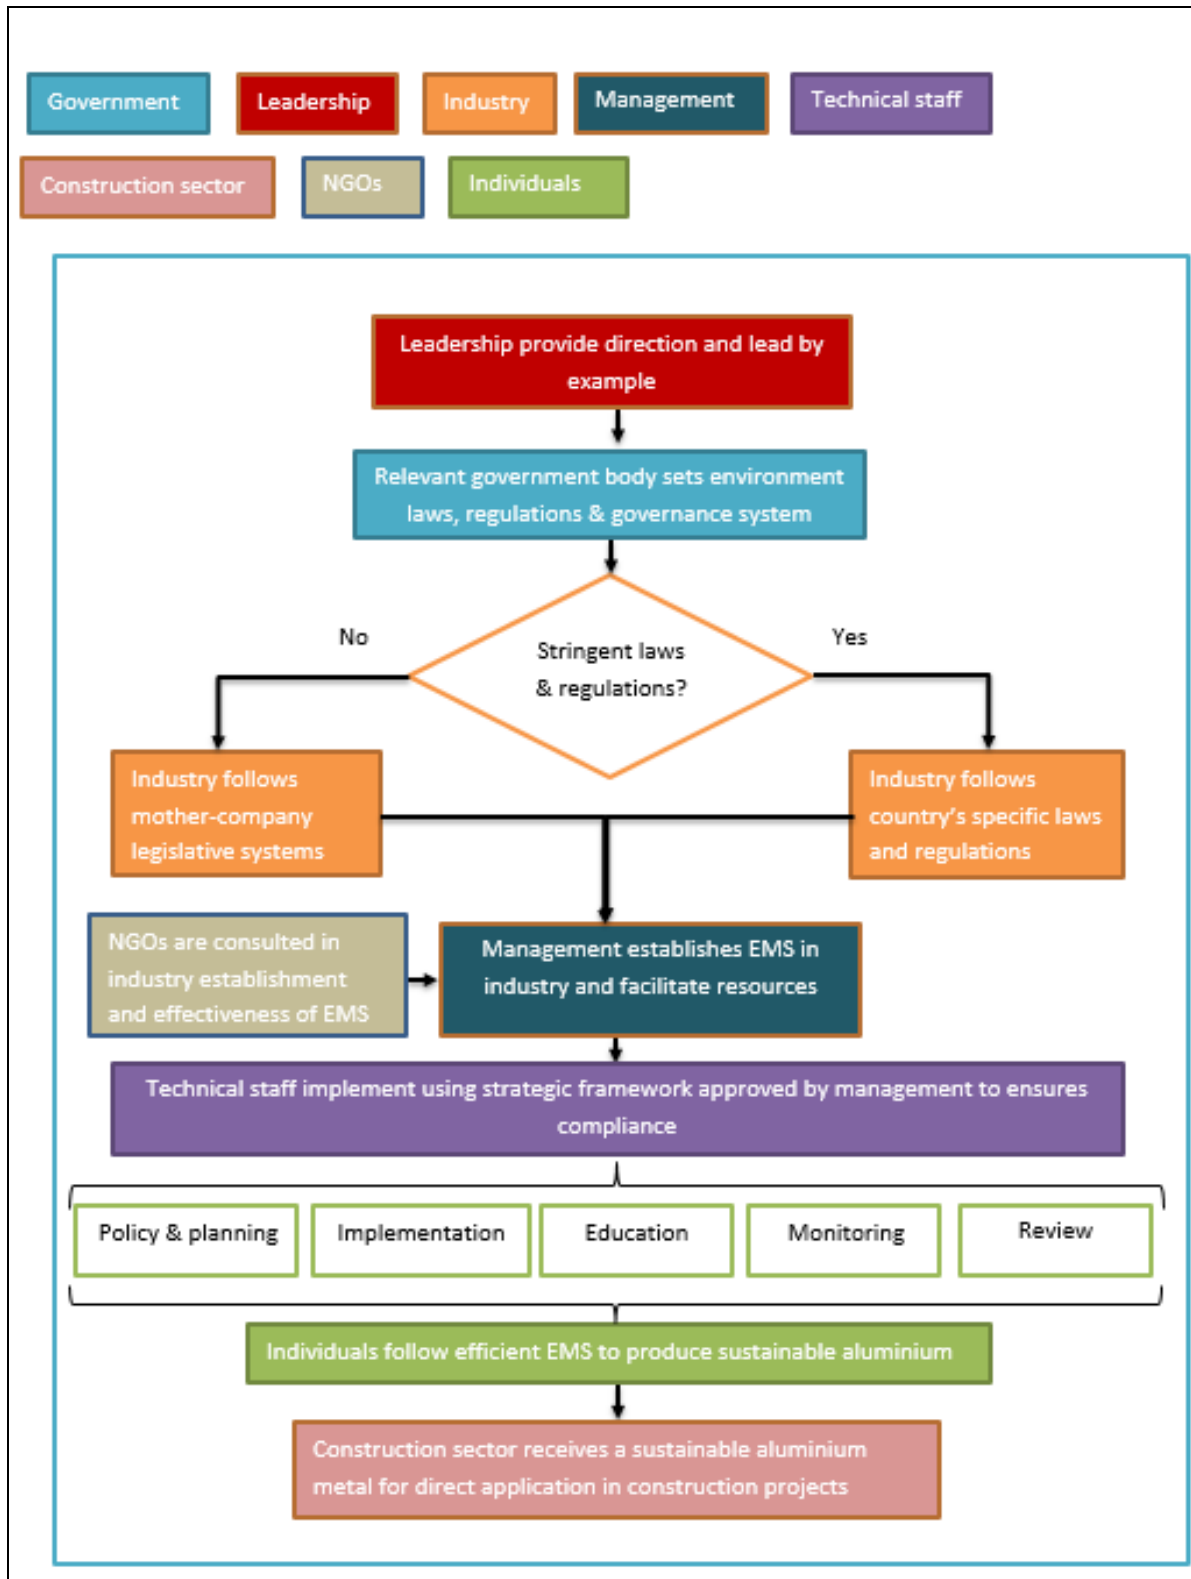 Government
Leadership
Industry
Management
Technical staff
Construction sector
NGOs
Individuals
Leadership provide direction and lead by
example
Relevant government body sets environment
laws, regulations & governance system
No
Yes
Stringent laws
& regulations?
Industry follows
mother-company
legislative systems
Industry follows
country's specific laws
and regulations
NGOs are consulted in
industry establishment
and effectiveness of EMS
Management establishes EMS in
industry and facilitate resources
Technical staff implement using strategic framework approved by management to ensures
compliance
Policy & planning
Implementation
Education
Monitoring
Review
Individuals follow efficient EMS to produce sustainable aluminium
Construction sector receives a sustainable aluminium
metal for direct application in construction projects